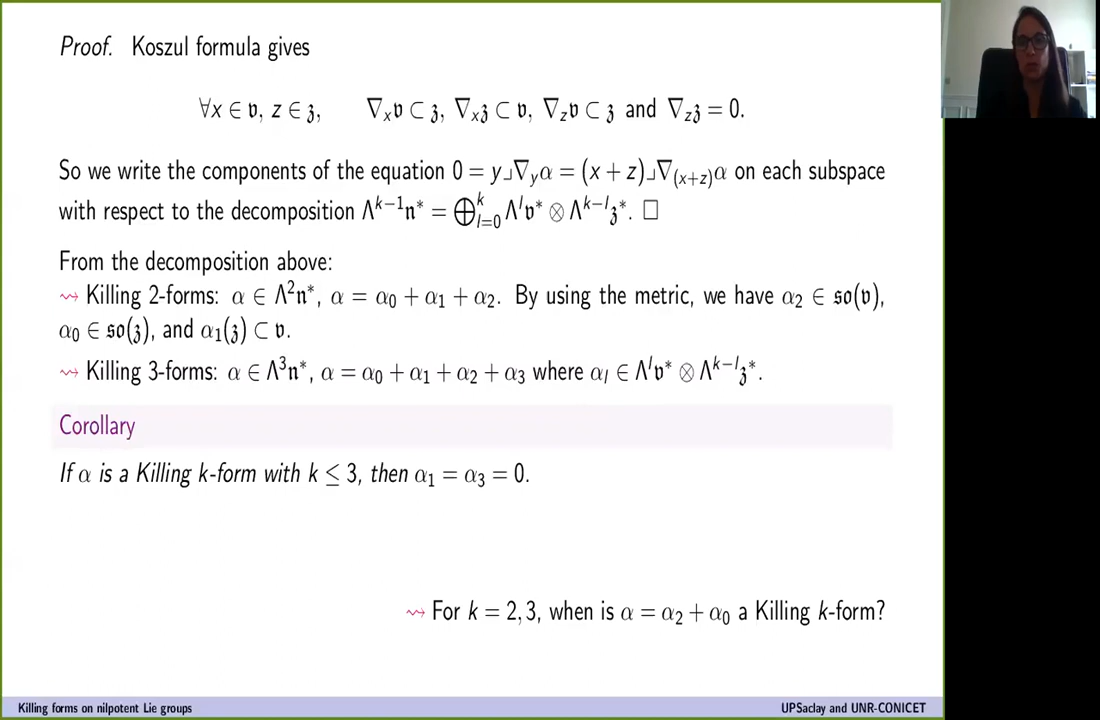 Proof. Koszul formula gives
∀x ∈ 𝔳, z ∈ 𝔷, ∇ₓ𝔳 ⊂ 𝔷, ∇ₓ𝔷 ⊂ 𝔳, ∇_z𝔳 ⊂ 𝔷 and ∇_z𝔷 = 0.
So we write the components of the equation 0 = y⌟∇_yα = (x + z)⌟∇_(x+z)α on each subspace
with respect to the decomposition Λ^{k−1}𝔫* = ⊕_{l=0}^{k} Λ^l𝔳* ⊗ Λ^{k−l}𝔷*. □
From the decomposition above:
⇝ Killing 2-forms: α ∈ Λ²𝔫*, α = α₀ + α₁ + α₂. By using the metric, we have α₂ ∈ 𝔰𝔬(𝔳),
α₀ ∈ 𝔰𝔬(𝔷), and α₁(𝔷) ⊂ 𝔳.
⇝ Killing 3-forms: α ∈ Λ³𝔫*, α = α₀ + α₁ + α₂ + α₃ where α_l ∈ Λ^l𝔳* ⊗ Λ^{k−l}𝔷*.
Corollary
If α is a Killing k-form with k ≤ 3, then α₁ = α₃ = 0.
⇝ For k = 2, 3, when is α = α₂ + α₀ a Killing k-form?
Killing forms on nilpotent Lie groups
UPSaclay and UNR-CONICET